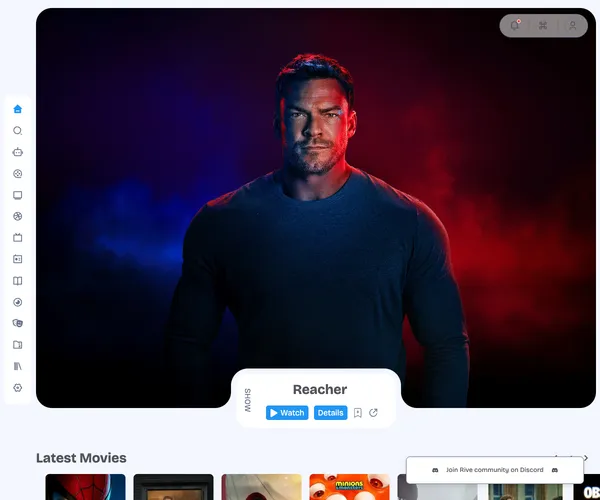 SHOW
Reacher
Watch
Details
Latest Movies
Join Rive community on Discord
MINIONS